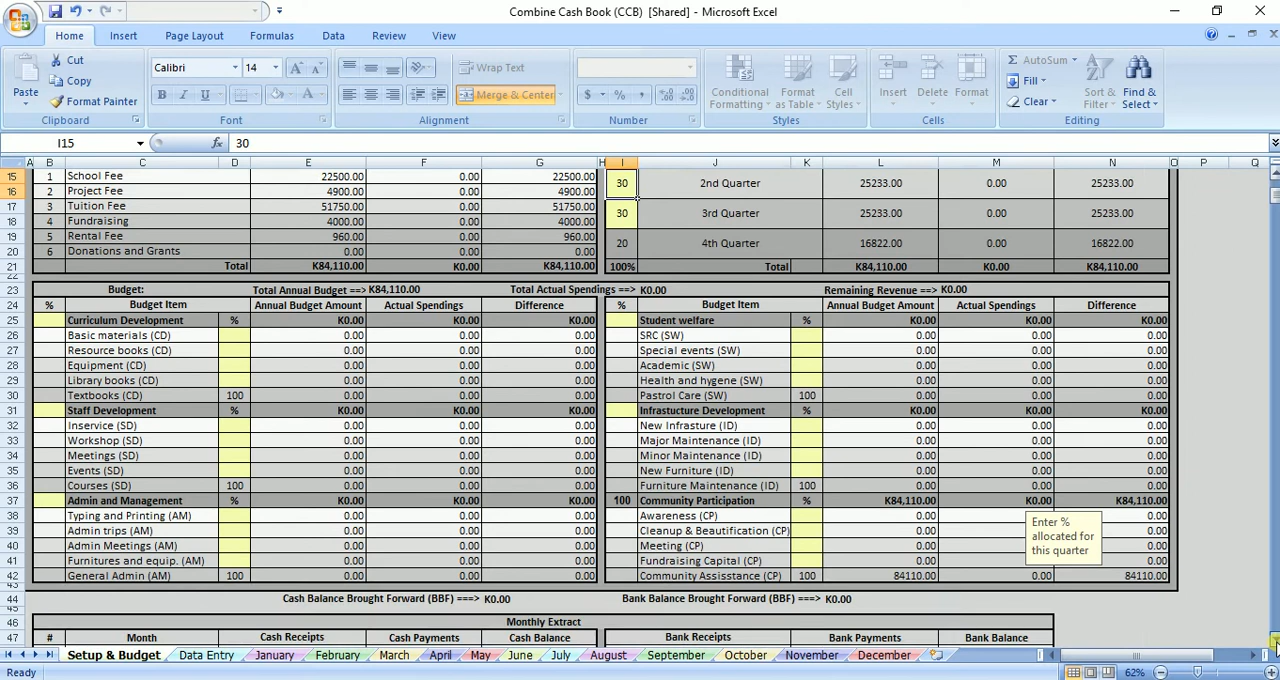 Combine Cash Book (CCB) [Shared] - Microsoft Excel
Home Insert Page Layout Formulas Data Review View
Paste Cut Copy Format Painter Clipboard
Calibri 14 A A B I U Font
Wrap Text Merge & Center Alignment
$ % , Number
Conditional Formatting Format as Table Cell Styles Styles
Insert Delete Format Cells
Σ AutoSum Fill Clear Sort & Filter Find & Select Editing
I15 fx 30
A B C D E F G H I J K L M N O P Q
15 1 School Fee 22500.00 0.00 22500.00 30 2nd Quarter 25233.00 0.00 25233.00
16 2 Project Fee 4900.00 0.00 4900.00
17 3 Tuition Fee 51750.00 0.00 51750.00 30 3rd Quarter 25233.00 0.00 25233.00
18 4 Fundraising 4000.00 0.00 4000.00
19 5 Rental Fee 960.00 0.00 960.00 20 4th Quarter 16822.00 0.00 16822.00
20 6 Donations and Grants
21 Total K84,110.00 K0.00 K84,110.00 100% Total K84,110.00 K0.00 K84,110.00
22
23 Budget: Total Annual Budget ==> K84,110.00 Total Actual Spendings ==> K0.00 Remaining Revenue ==> K0.00
24 % Budget Item Annual Budget Amount Actual Spendings Difference % Budget Item Annual Budget Amount Actual Spendings Difference
25 Curriculum Development % K0.00 K0.00 K0.00 Student welfare % K0.00 K0.00 K0.00
26 Basic materials (CD) 0.00 0.00 0.00 SRC (SW) 0.00 0.00 0.00
27 Resource books (CD) 0.00 0.00 0.00 Special events (SW) 0.00 0.00 0.00
28 Equipment (CD) 0.00 0.00 0.00 Academic (SW) 0.00 0.00 0.00
29 Library books (CD) 0.00 0.00 0.00 Health and hygene (SW) 0.00 0.00 0.00
30 Textbooks (CD) 100 0.00 0.00 0.00 Pastrol Care (SW) 100 0.00 0.00 0.00
31 Staff Development % K0.00 K0.00 K0.00 Infrastucture Development % K0.00 K0.00 K0.00
32 Inservice (SD) 0.00 0.00 0.00 New Infrasture (ID) 0.00 0.00 0.00
33 Workshop (SD) 0.00 0.00 0.00 Major Maintenance (ID) 0.00 0.00 0.00
34 Meetings (SD) 0.00 0.00 0.00 Minor Maintenance (ID) 0.00 0.00 0.00
35 Events (SD) 0.00 0.00 0.00 New Furniture (ID) 0.00 0.00 0.00
36 Courses (SD) 100 0.00 0.00 0.00 Furniture Maintenance (ID) 100 0.00 0.00 0.00
37 Admin and Management % K0.00 K0.00 K0.00 100 Community Participation % K84,110.00 K0.00 K84,110.00
38 Typing and Printing (AM) 0.00 0.00 0.00 Awareness (CP) 0.00 0.00
39 Admin trips (AM) 0.00 0.00 0.00 Cleanup & Beautification (CP) 0.00 0.00
40 Admin Meetings (AM) 0.00 0.00 0.00 Meeting (CP) 0.00 0.00
41 Furnitures and equip. (AM) 0.00 0.00 0.00 Fundraising Capital (CP) 0.00 0.00
Enter %
allocated for
this quarter
42 General Admin (AM) 100 0.00 0.00 0.00 Community Assisstance (CP) 100 84110.00 0.00 84110.00
43
44 Cash Balance Brought Forward (BBF) ===> K0.00 Bank Balance Brought Forward (BBF) ===> K0.00
45
46 Monthly Extract
47 # Month Cash Receipts Cash Payments Cash Balance Bank Receipts Bank Payments Bank Balance
Setup & Budget Data Entry January February March April May June July August September October November December
Ready 62%